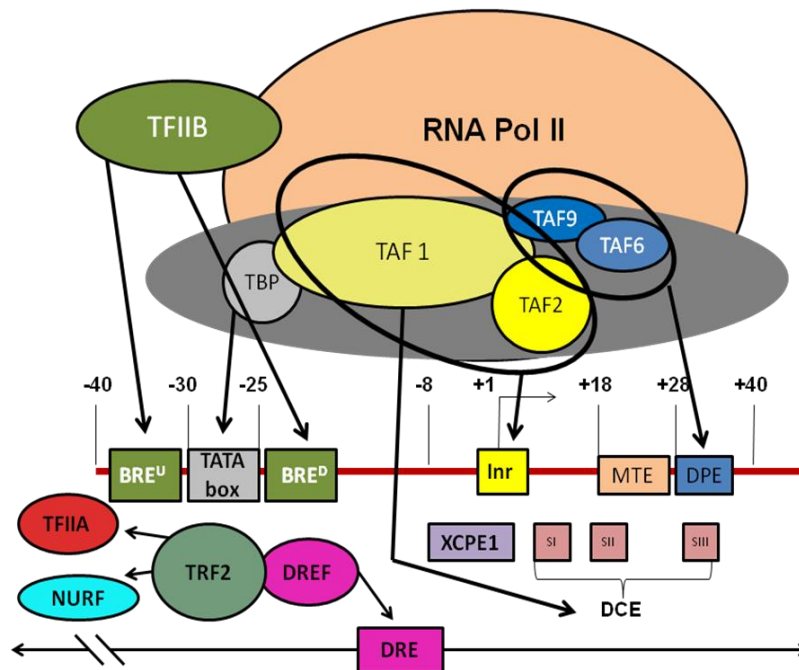 RNA Pol II
TFIIB
TAF9
TAF6
TAF 1
TBP
TAF2
-40
-30
-25
-8
+1
+18
+28
+40
BREᵁ
TATA
box
BREᴰ
Inr
MTE
DPE
TFIIA
XCPE1
SI
SII
SIII
TRF2
DREF
NURF
DCE
DRE